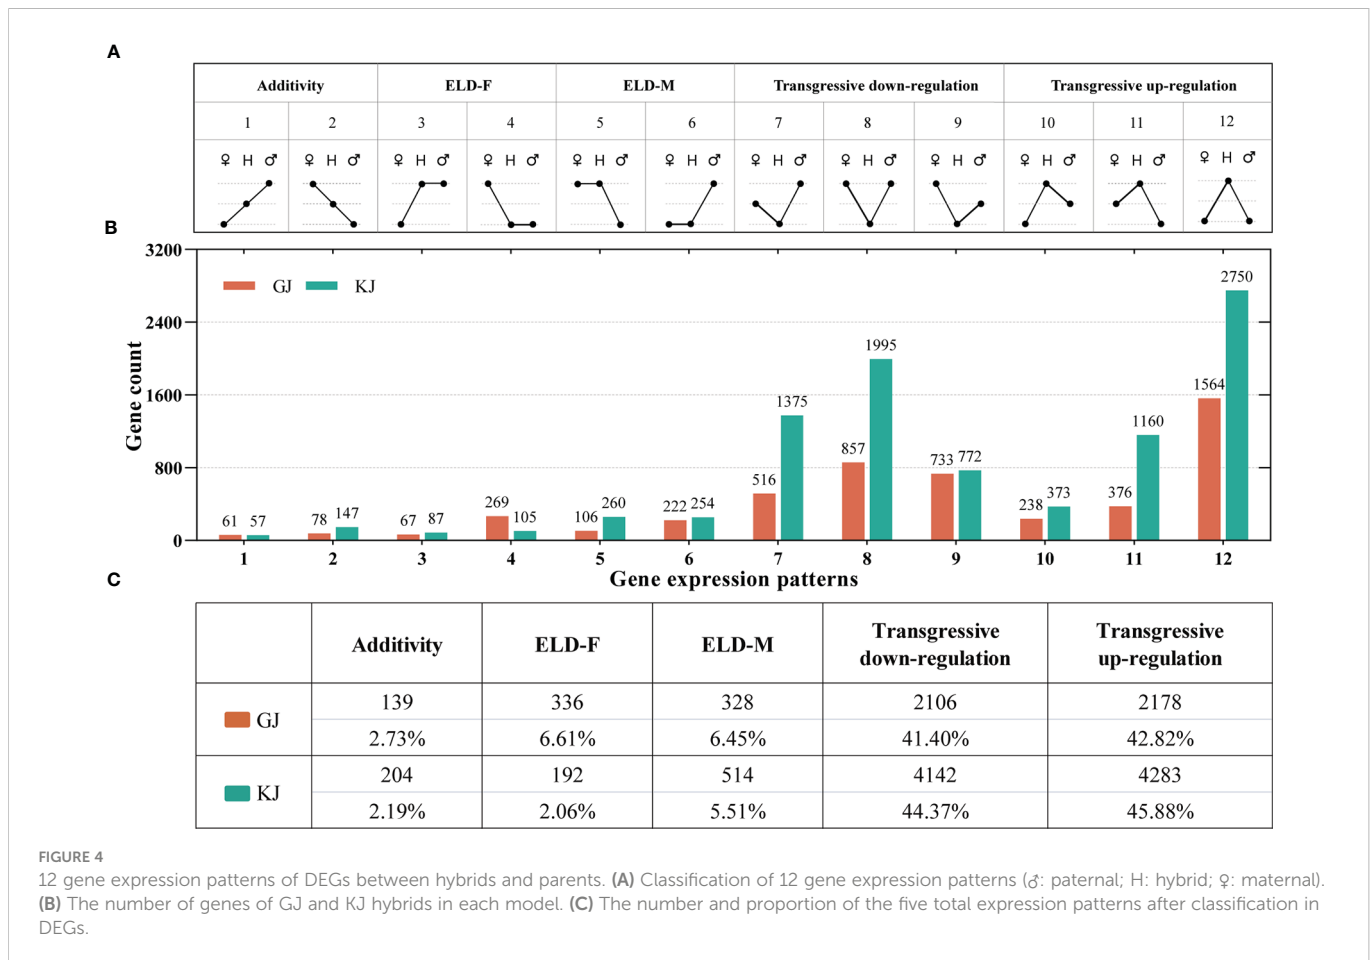 A
Additivity ELD-F ELD-M Transgressive down-regulation Transgressive up-regulation
1 2 3 4 5 6 7 8 9 10 11 12
♀ H ♂ ♀ H ♂ ♀ H ♂ ♀ H ♂ ♀ H ♂ ♀ H ♂ ♀ H ♂ ♀ H ♂ ♀ H ♂ ♀ H ♂ ♀ H ♂ ♀ H ♂
B
3200
2400
1600
800
0
Gene count
GJ KJ
61 57 78 147 67 87 269 105 106 260 222 254 516 1375 857 1995 733 772 238 373 376 1160 1564 2750
1 2 3 4 5 6 7 8 9 10 11 12
Gene expression patterns
C
Additivity ELD-F ELD-M Transgressive down-regulation Transgressive up-regulation
GJ
139 336 328 2106 2178
2.73% 6.61% 6.45% 41.40% 42.82%
KJ
204 192 514 4142 4283
2.19% 2.06% 5.51% 44.37% 45.88%
FIGURE 4
12 gene expression patterns of DEGs between hybrids and parents. (A) Classification of 12 gene expression patterns (♂: paternal; H: hybrid; ♀: maternal).
(B) The number of genes of GJ and KJ hybrids in each model. (C) The number and proportion of the five total expression patterns after classification in
DEGs.